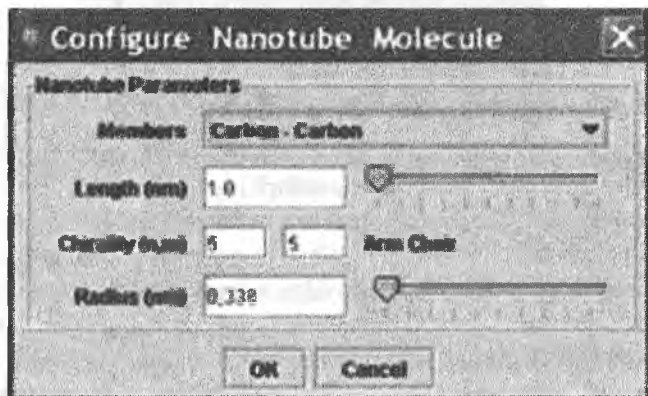 Configure Nanotube Molecule
Nanotube Parameters
Members Carbon - Carbon
Length (nm) 1.0
Chirality (n,m) 5 5 Arm Chair
Radius (nm) 0.338
OK Cancel